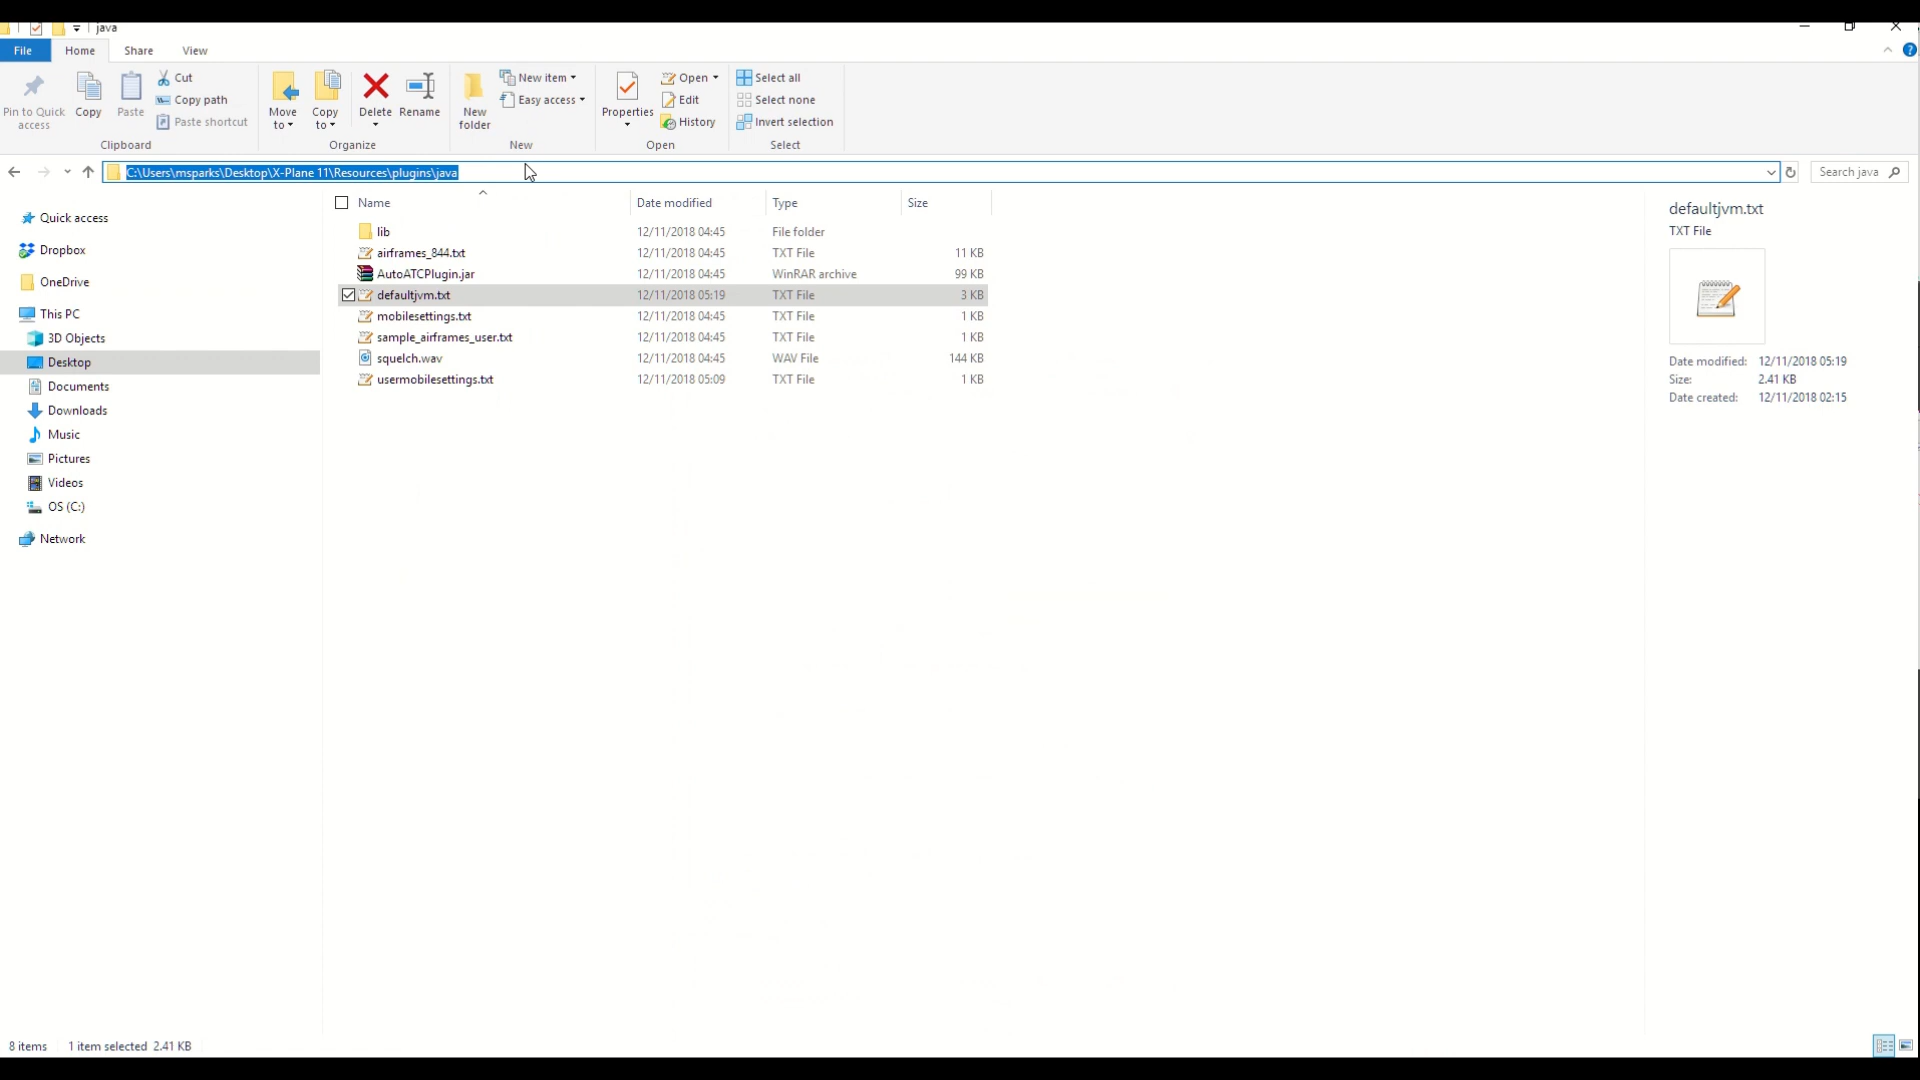 java
File Home Share View
Pin to Quick access
Copy
Paste
Cut
Copy path
Paste shortcut
Clipboard
Move to
Copy to
Delete
Rename
Organize
New folder
New item
Easy access
New
Properties
Open
Edit
History
Open
Select all
Select none
Invert selection
Select
C:\Users\msparks\Desktop\X-Plane 11\Resources\plugins\java
Search java
Quick access
Dropbox
OneDrive
This PC
3D Objects
Desktop
Documents
Downloads
Music
Pictures
Videos
OS (C:)
Network
Name Date modified Type Size
lib 12/11/2018 04:45 File folder
airframes_844.txt 12/11/2018 04:45 TXT File 11 KB
AutoATCPlugin.jar 12/11/2018 04:45 WinRAR archive 99 KB
defaultjvm.txt 12/11/2018 05:19 TXT File 3 KB
mobilesettings.txt 12/11/2018 04:45 TXT File 1 KB
sample_airframes_user.txt 12/11/2018 04:45 TXT File 1 KB
squelch.wav 12/11/2018 04:45 WAV File 144 KB
usermobilesettings.txt 12/11/2018 05:09 TXT File 1 KB
defaultjvm.txt
TXT File
Date modified: 12/11/2018 05:19
Size: 2.41 KB
Date created: 12/11/2018 02:15
8 items 1 item selected 2.41 KB